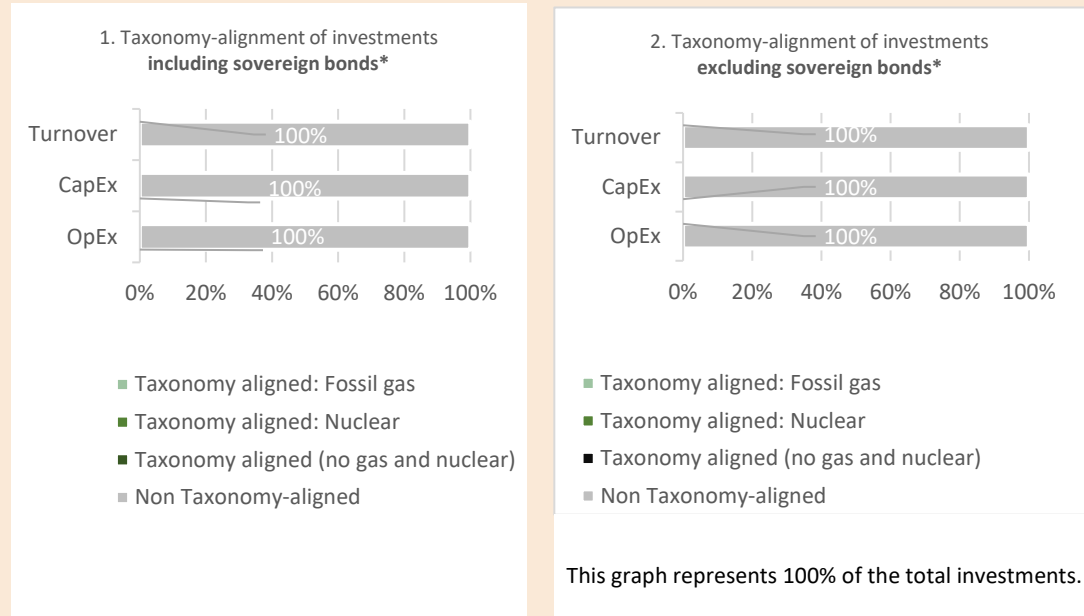 1. Taxonomy-alignment of investments
including sovereign bonds*
Turnover
100%
CapEx
100%
OpEx
100%
0% 20% 40% 60% 80% 100%
Taxonomy aligned: Fossil gas
Taxonomy aligned: Nuclear
Taxonomy aligned (no gas and nuclear)
Non Taxonomy-aligned
2. Taxonomy-alignment of investments
excluding sovereign bonds*
Turnover
100%
CapEx
100%
OpEx
100%
0% 20% 40% 60% 80% 100%
Taxonomy aligned: Fossil gas
Taxonomy aligned: Nuclear
Taxonomy aligned (no gas and nuclear)
Non Taxonomy-aligned
This graph represents 100% of the total investments.